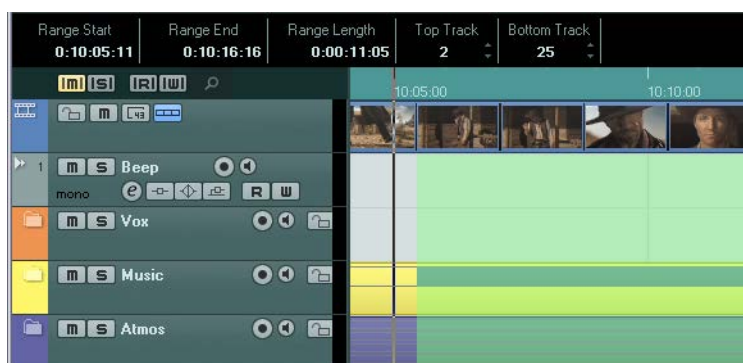 Range Start Range End Range Length Top Track Bottom Track
0:10:05:11 0:10:16:16 0:00:11:05 2 25
m S R W
10:05:00 10:10:00
m L43
1 m S Beep
mono e R W
m S Vox
m S Music
m S Atmos